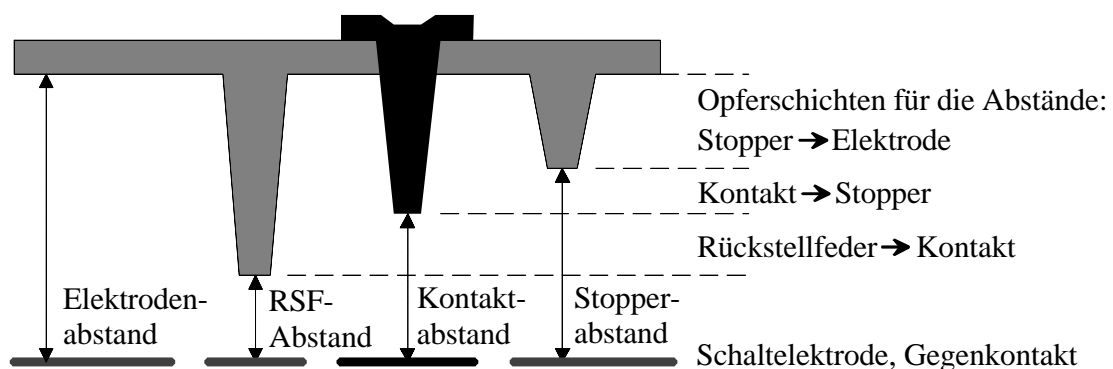 Opferschichten für die Abstände:
Stopper → Elektrode
Kontakt → Stopper
Rückstellfeder → Kontakt
Elektroden-
abstand
RSF-
Abstand
Kontakt-
abstand
Stopper-
abstand
Schaltelektrode, Gegenkontakt